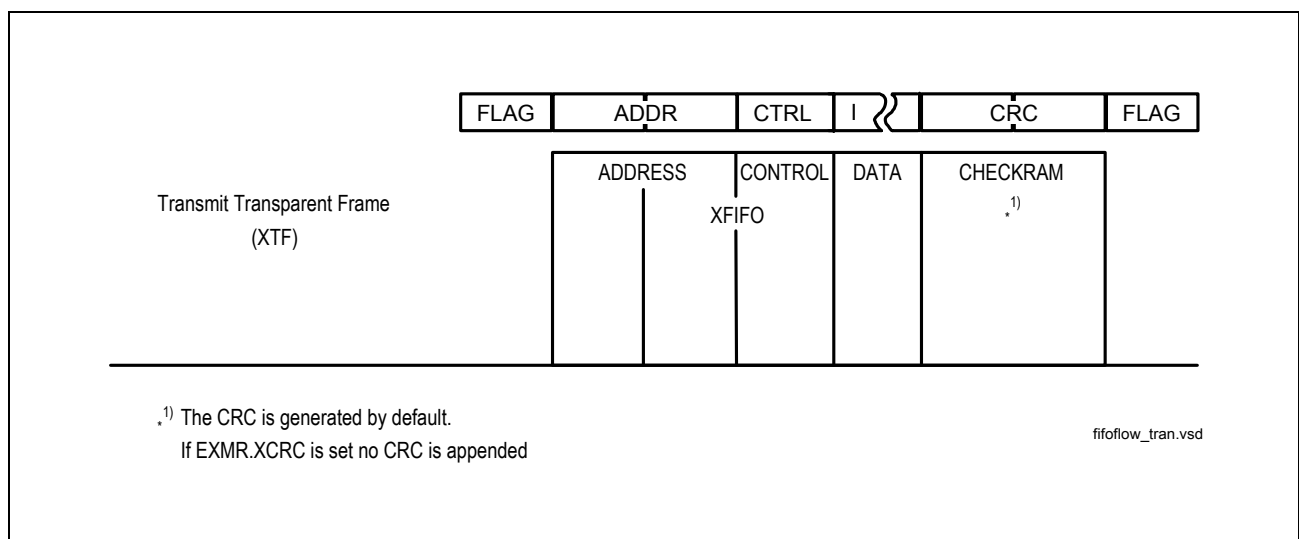 FLAG ADDR CTRL I CRC FLAG
ADDRESS CONTROL DATA CHECKRAM
Transmit Transparent Frame XFIFO *1)
(XTF)
*1) The CRC is generated by default.
If EXMR.XCRC is set no CRC is appended
fifoflow_tran.vsd